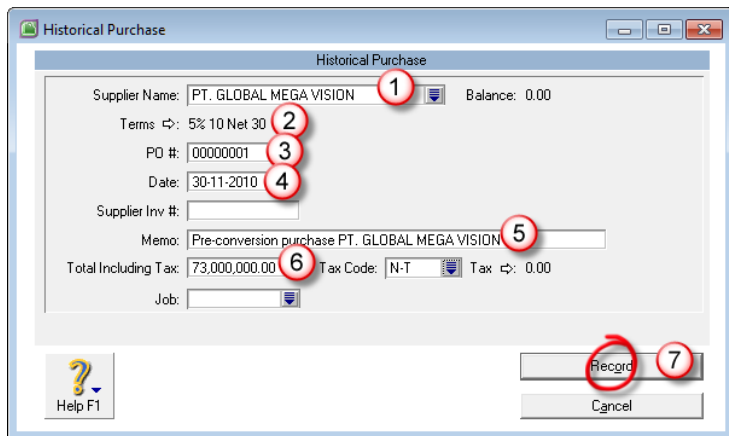 Historical Purchase
Historical Purchase
Supplier Name: PT. GLOBAL MEGA VISION 1 Balance: 0.00
Terms ⇨: 5% 10 Net 30 2
PO #: 00000001 3
Date: 30-11-2010 4
Supplier Inv #:
Memo: Pre-conversion purchase PT. GLOBAL MEGA VISION 5
Total Including Tax: 73,000,000.00 6 Tax Code: N-T Tax ⇨: 0.00
Job:
Record 7
Help F1
Cancel